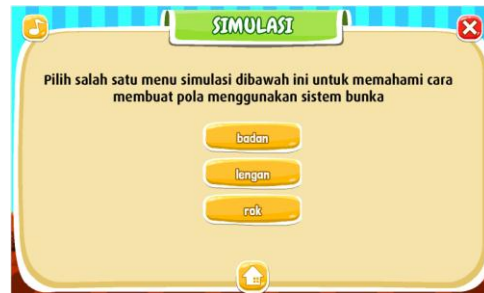 SIMULASI
Pilih salah satu menu simulasi dibawah ini untuk memahami cara
membuat pola menggunakan sistem bunka
badan
lengan
rok